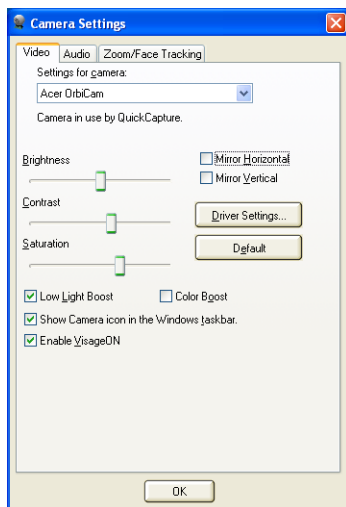 Camera Settings
Video Audio Zoom/Face Tracking
Settings for camera:
Acer OrbiCam
Camera in use by QuickCapture.
Brightness
Mirror Horizontal
Mirror Vertical
Contrast
Driver Settings...
Saturation
Default
Low Light Boost Color Boost
Show Camera icon in the Windows taskbar.
Enable VisageON
OK